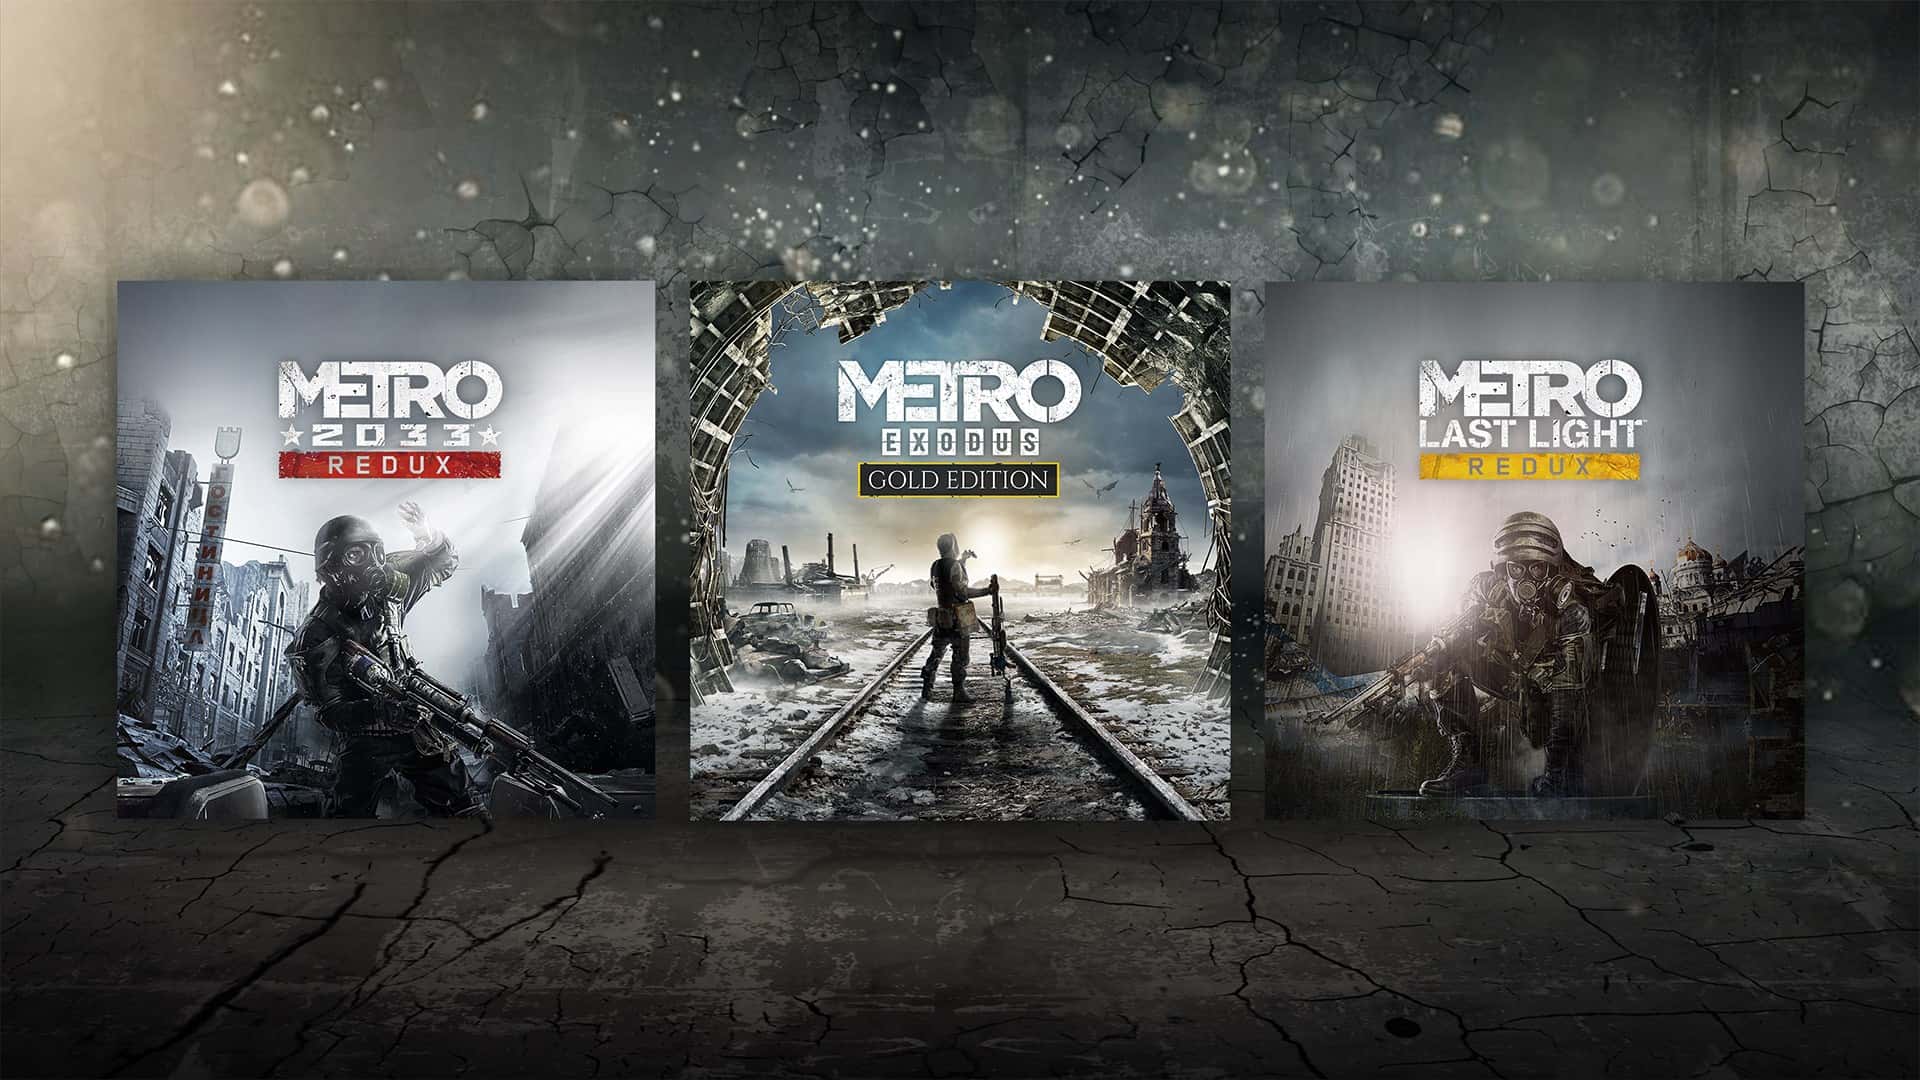 METRO
2033
REDUX
ГОСТИНИЦА
METRO
EXODUS
GOLD EDITION
METRO
LAST LIGHT
REDUX